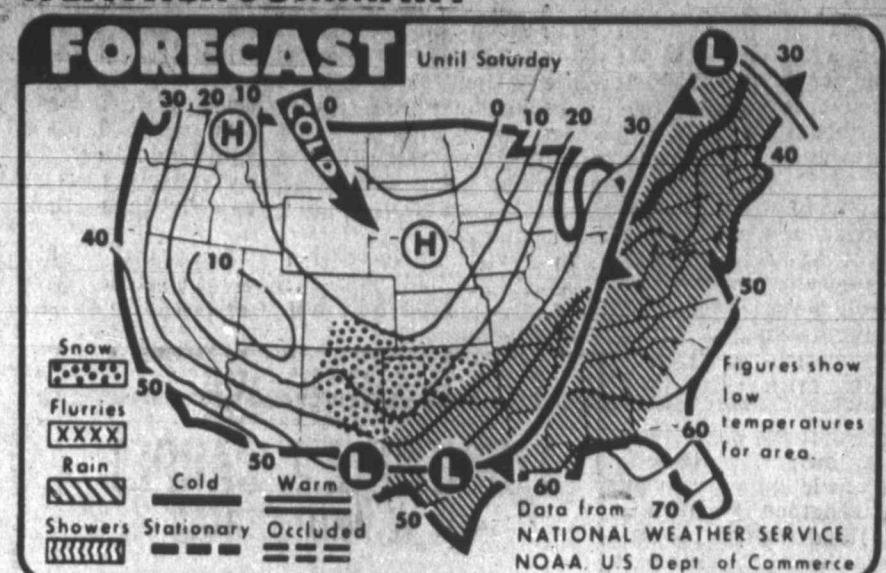 FORECAST
Until Saturday
30 20 10 0 0 10 20 30 L 30
H
COLD
40
40
H
10
50
Snow
50
Figures show
low
temperatures
for area.
Flurries
XXXX
60
50
L L
Rain
Cold Warm
60
50
70
Data from
NATIONAL WEATHER SERVICE
NOAA. U.S. Dept. of Commerce
Showers
Stationary Occluded